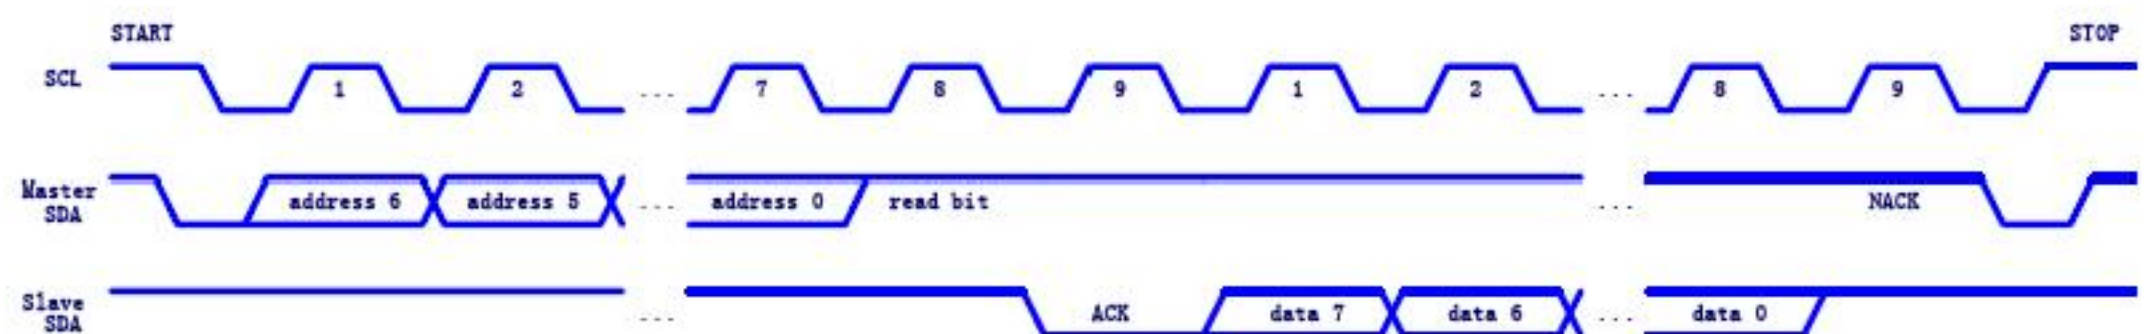 START STOP
SCL 1 2 ... 7 8 9 1 2 ... 8 9
Master SDA address 6 address 5 ... address 0 read bit ... NACK
Slave SDA ... ACK data 7 data 6 ... data 0